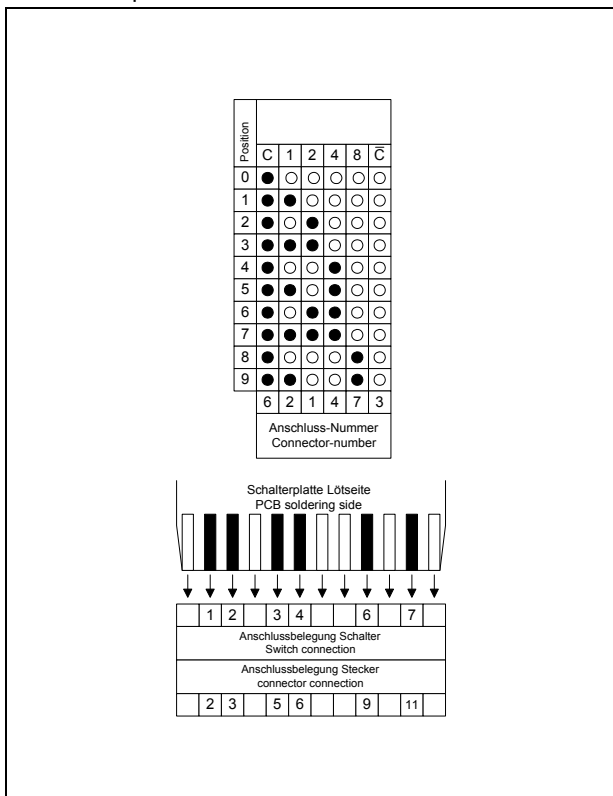 Position
C 1 2 4 8 C̅
0
1
2
3
4
5
6
7
8
9
6 2 1 4 7 3
Anschluss-Nummer
Connector-number
Schalterplatte Lötseite
PCB soldering side
1 2 3 4 6 7
Anschlussbelegung Schalter
Switch connection
Anschlussbelegung Stecker
connector connection
2 3 5 6 9 11